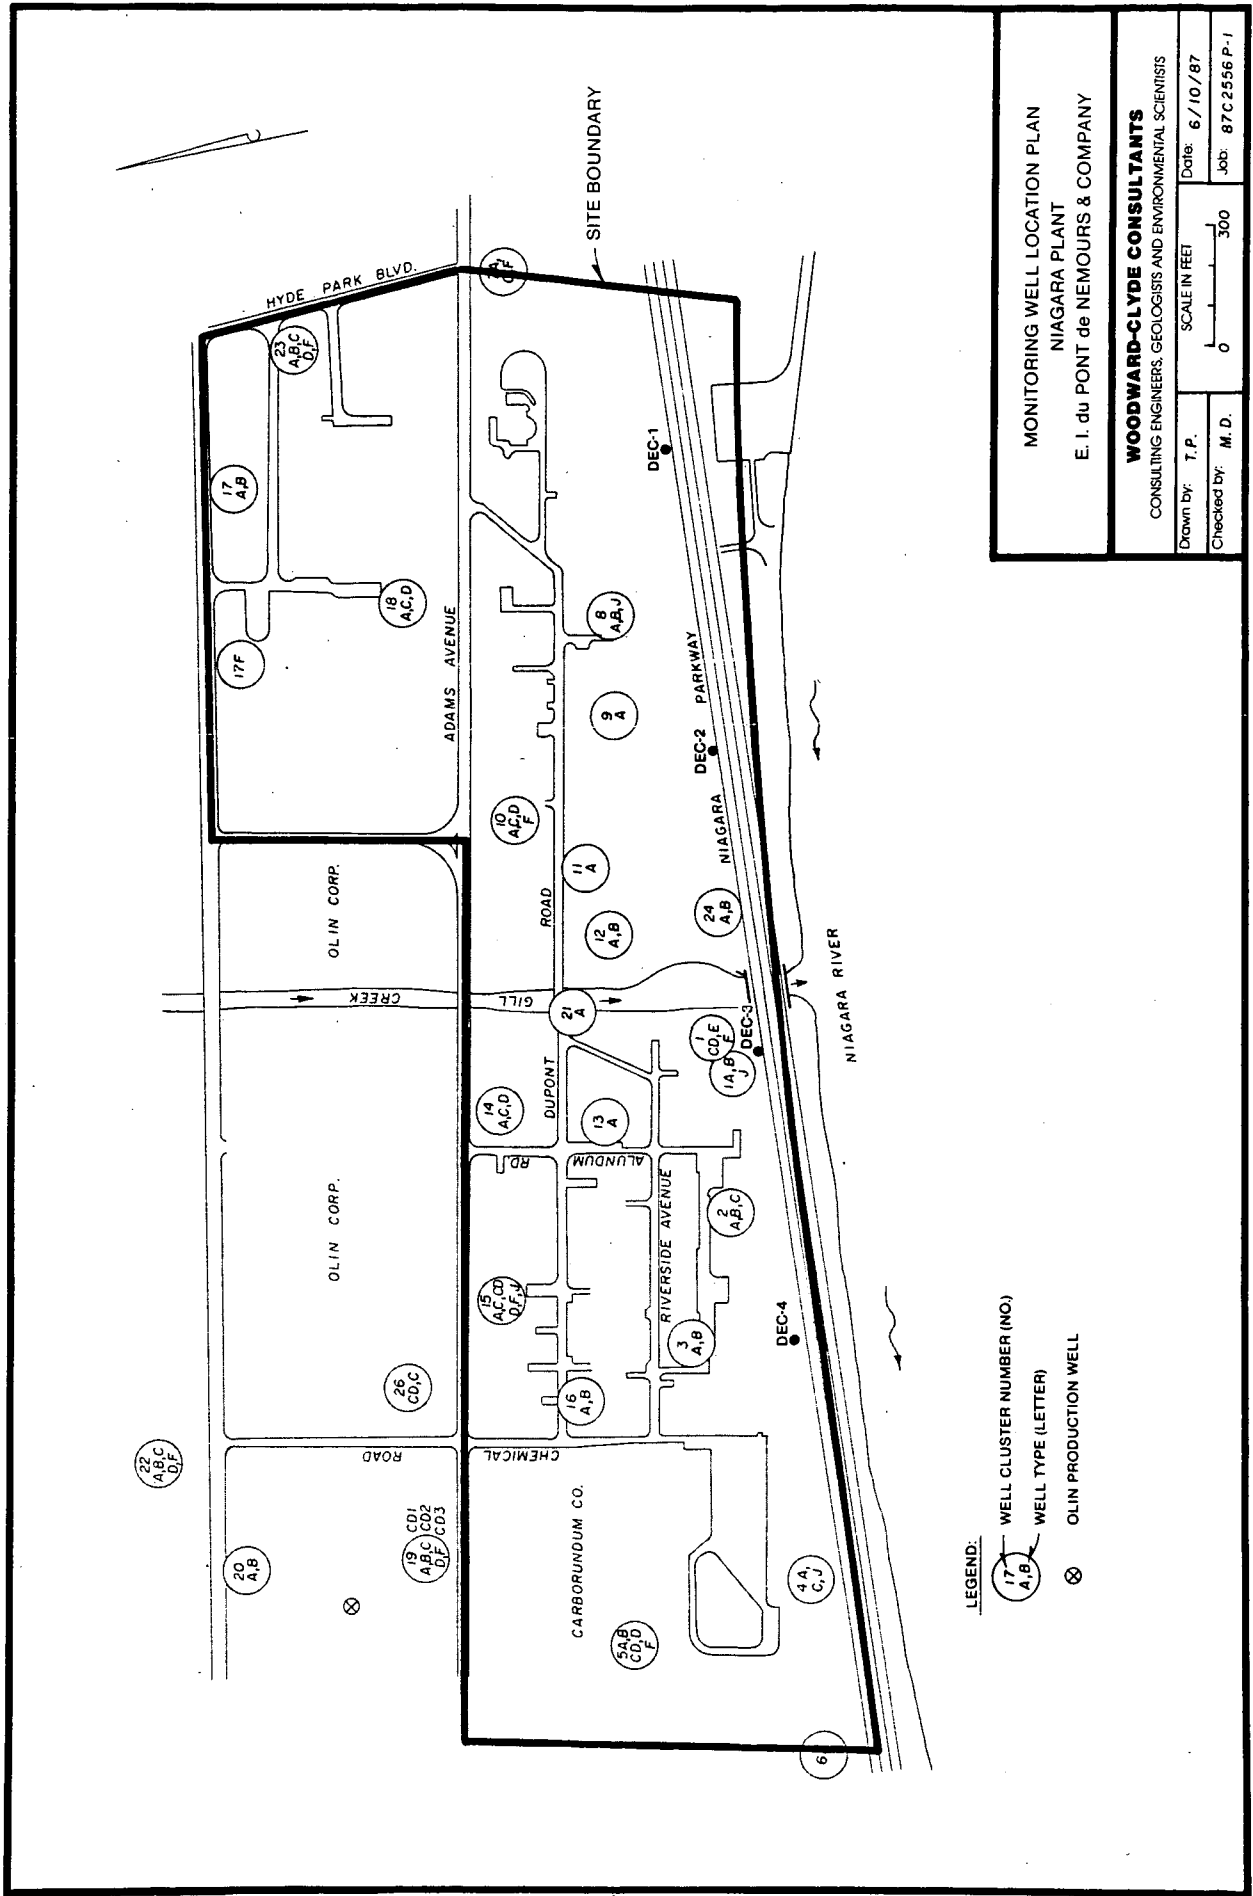 HYDE PARK BLVD.
SITE BOUNDARY
23
A,B,C
D,F
17
A,B
17F
18
A,C,D
ADAMS AVENUE
DEC-1
8
A,B,J
9
A
DEC-2
NIAGARA PARKWAY
10
A,C,D
F
11
A
12
A,B
24
A,B
ROAD
OLIN CORP.
GILL CREEK
21
A
NIAGARA RIVER
1
CD,E
F
1A,B
J
DEC-3
14
A,C,D
DUPONT
13
A
ALUNDUM RD
OLIN CORP.
2
A,B,C
RIVERSIDE AVENUE
15
A,C,CD
D,F,J
3
A,B
DEC-4
26
CD,C
16
A,B
CHEMICAL ROAD
22
A,B,C
D,F
20
A,B
19
A,B,C
D,F
CD1
CD2
CD3
CARBORUNDUM CO.
4 A,
C,J
5A,B
CD,D
F
6
LEGEND:
17
A,B
WELL CLUSTER NUMBER (NO.)
WELL TYPE (LETTER)
OLIN PRODUCTION WELL
MONITORING WELL LOCATION PLAN
NIAGARA PLANT
E. I. du PONT de NEMOURS & COMPANY
WOODWARD-CLYDE CONSULTANTS
CONSULTING ENGINEERS, GEOLOGISTS AND ENVIRONMENTAL SCIENTISTS
Drawn by: T.P.
SCALE IN FEET
0 300
Date: 6/10/87
Checked by: M.D.
Job: 87C2556 P-1